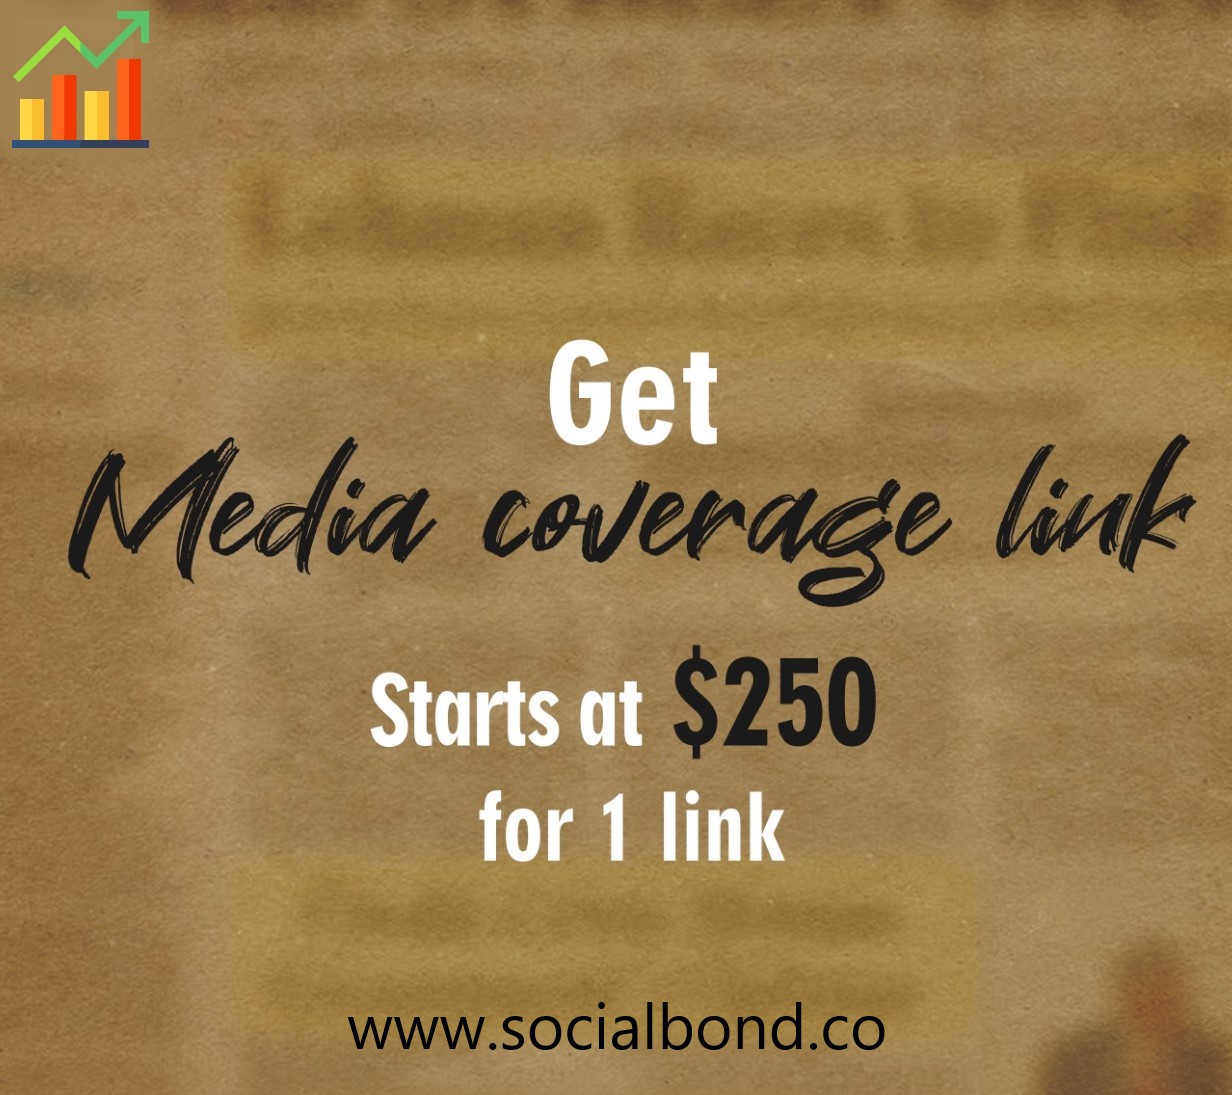 Get
Media coverage link
Starts at $250
for 1 link
www.socialbond.co